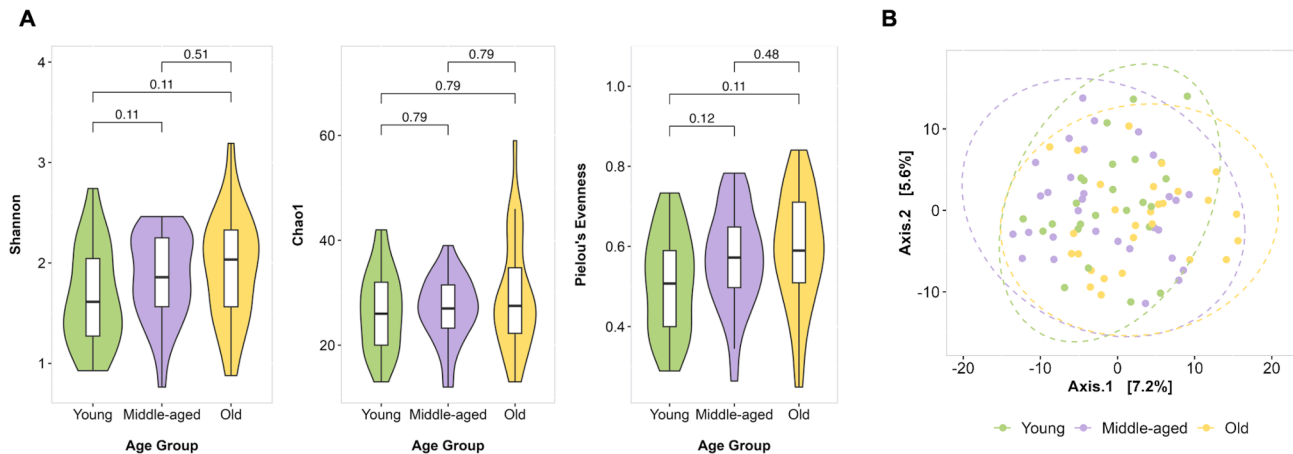 A
B
Shannon
4
3
2
1
0.51
0.11
0.11
Young Middle-aged Old
Age Group
Chao1
60
40
20
0.79
0.79
0.79
Young Middle-aged Old
Age Group
Pielou's Evenness
1.0
0.8
0.6
0.4
0.48
0.11
0.12
Young Middle-aged Old
Age Group
Axis.2 [5.6%]
10
0
-10
-20 -10 0 10 20
Axis.1 [7.2%]
Young Middle-aged Old